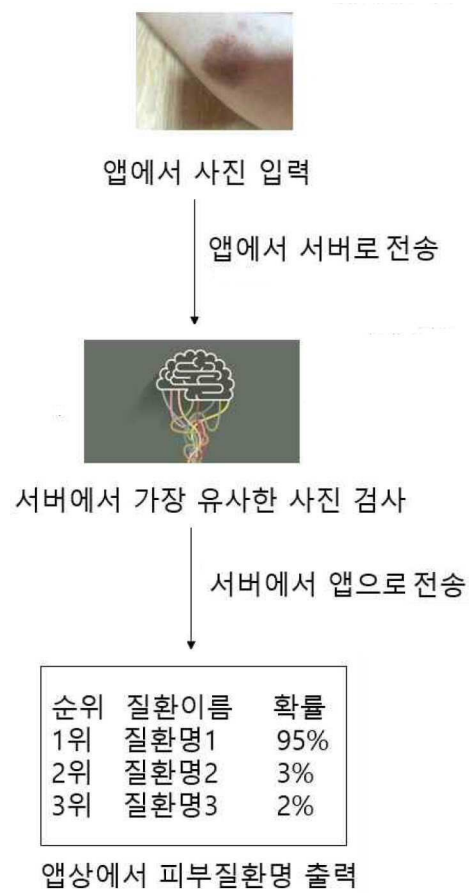 앱에서 사진 입력
앱에서 서버로 전송
서버에서 가장 유사한 사진 검사
서버에서 앱으로 전송
순위 질환이름 확률
1위 질환명1 95%
2위 질환명2 3%
3위 질환명3 2%
앱상에서 피부질환명 출력